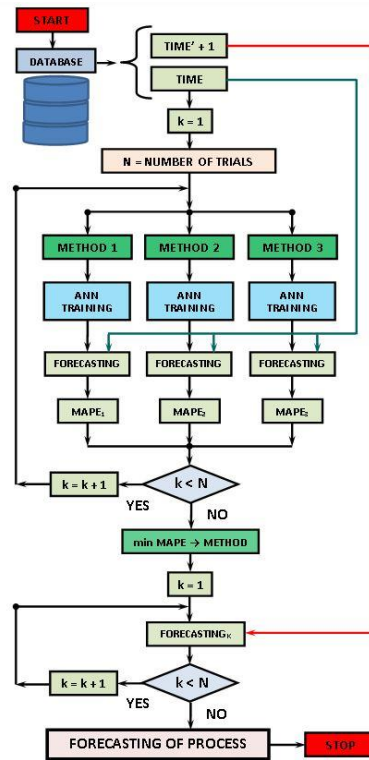 START
DATABASE
TIME' + 1
TIME
k = 1
N = NUMBER OF TRIALS
METHOD 1
METHOD 2
METHOD 3
ANN
TRAINING
ANN
TRAINING
ANN
TRAINING
FORECASTING
FORECASTING
FORECASTING
MAPE₁
MAPE₂
MAPE₃
k = k + 1
k < N
YES
NO
min MAPE → METHOD
k = 1
FORECASTINGₖ
k = k + 1
k < N
YES
NO
FORECASTING OF PROCESS
STOP